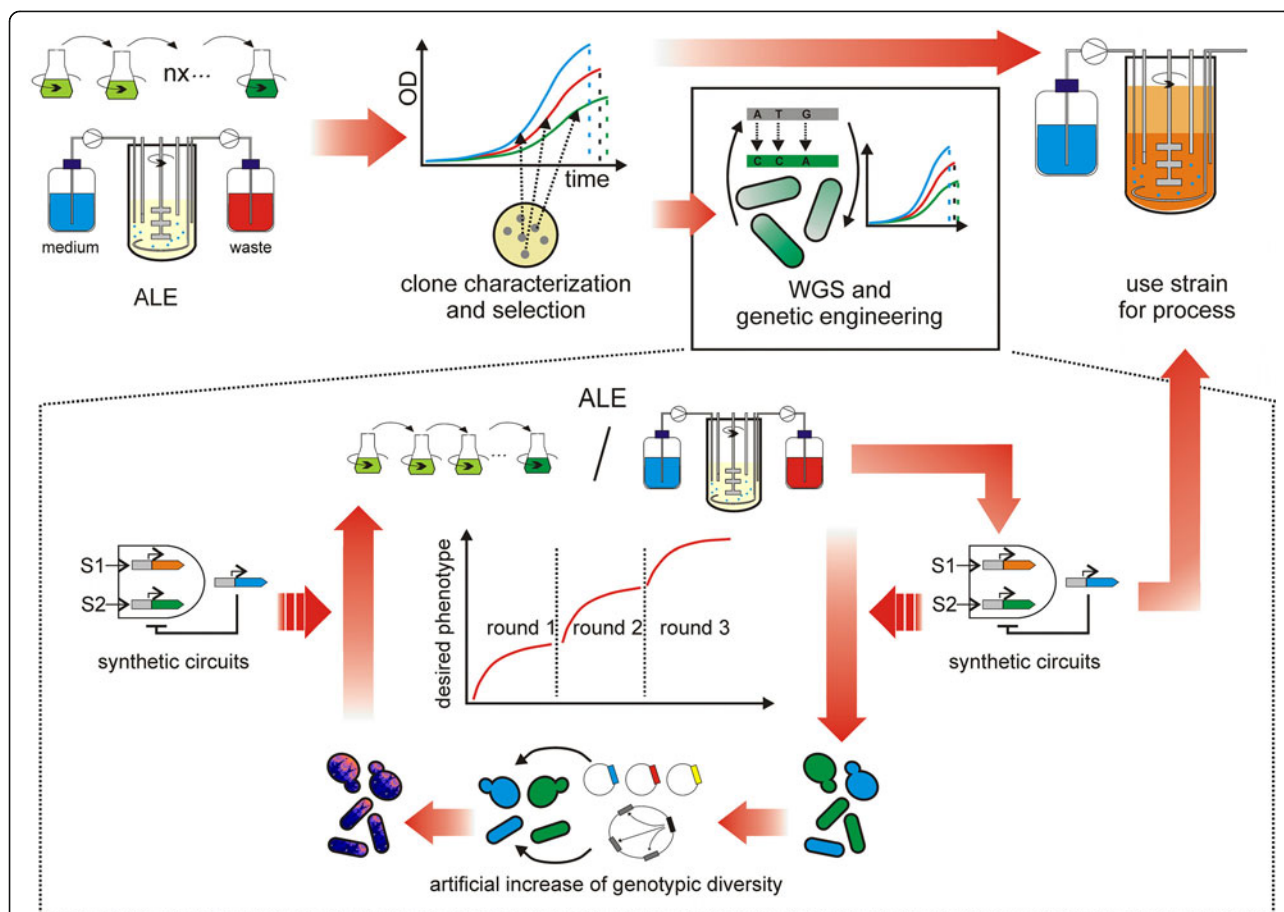 nx...
medium
waste
ALE
OD
time
clone characterization
and selection
A T G
C C A
WGS and
genetic engineering
use strain
for process
ALE
...
/
S1
S2
synthetic circuits
desired phenotype
round 1
round 2
round 3
S1
S2
synthetic circuits
artificial increase of genotypic diversity